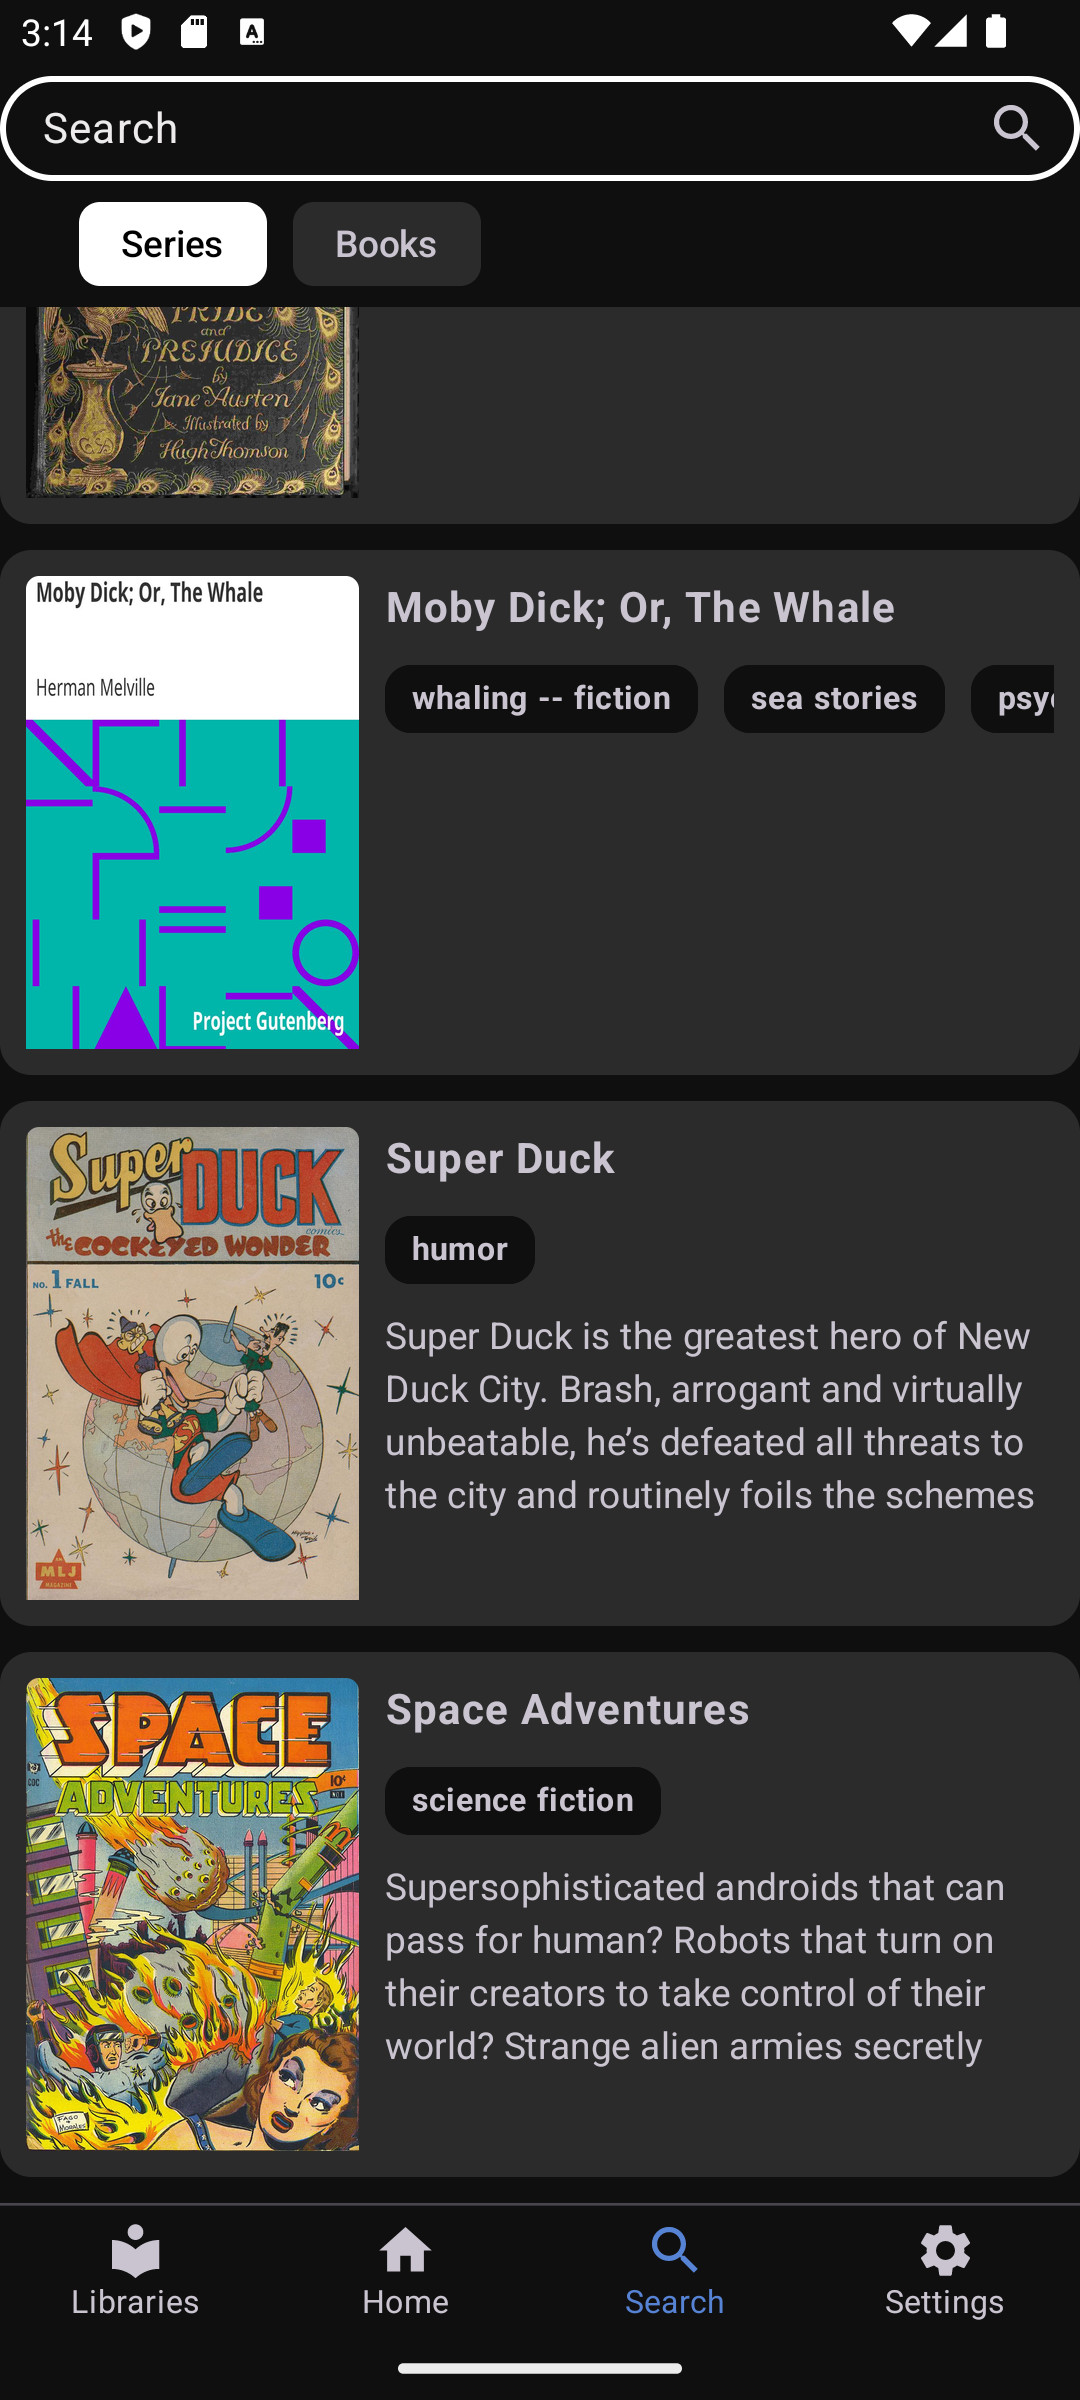 3:14
Search
Series
Books
PRIDE
and
PREJUDICE
by
Jane Austen
Illustrated by
Hugh Thomson
Moby Dick; Or, The Whale
Herman Melville
Project Gutenberg
Moby Dick; Or, The Whale
whaling -- fiction
sea stories
Super DUCK
comics
the COCKEYED WONDER
NO. 1 FALL
10¢
MLJ
MAGAZINE
Super Duck
humor
Super Duck is the greatest hero of New
Duck City. Brash, arrogant and virtually
unbeatable, he’s defeated all threats to
the city and routinely foils the schemes
SPACE
ADVENTURES
10¢
FAGO
MORALES
Space Adventures
science fiction
Supersophisticated androids that can
pass for human? Robots that turn on
their creators to take control of their
world? Strange alien armies secretly
Libraries
Home
Search
Settings